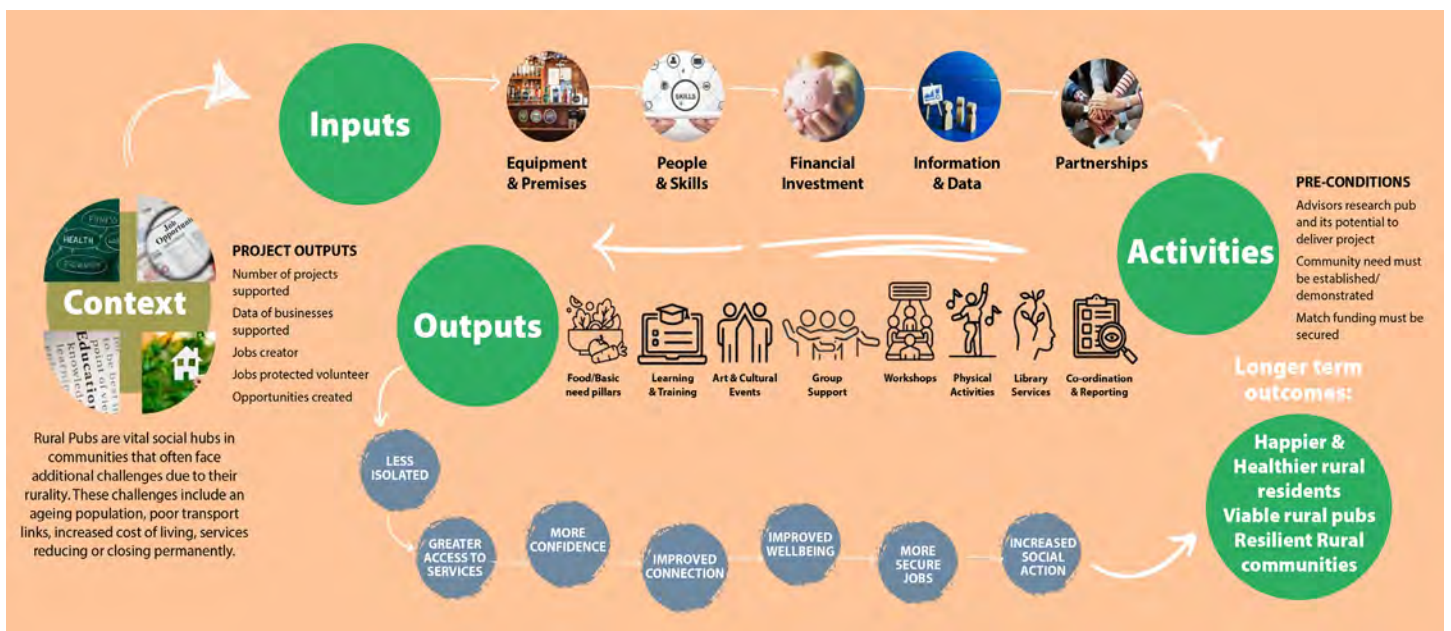 Inputs
Equipment
& Premises
SKILLS
People
& Skills
Financial
Investment
Information
& Data
Partnerships
Activities
PRE-CONDITIONS
Advisors research pub
and its potential to
deliver project
Community need must
be established/
demonstrated
Match funding must be
secured
HEALTH
Job
Education
Context
PROJECT OUTPUTS
Number of projects
supported
Data of businesses
supported
Jobs creator
Jobs protected volunteer
Opportunities created
Rural Pubs are vital social hubs in
communities that often face
additional challenges due to their
rurality. These challenges include an
ageing population, poor transport
links, increased cost of living, services
reducing or closing permanently.
Outputs
Food/Basic
need pillars
Learning
& Training
Art & Cultural
Events
Group
Support
Workshops
Physical
Activities
Library
Services
Co-ordination
& Reporting
LESS
ISOLATED
GREATER
ACCESS TO
SERVICES
MORE
CONFIDENCE
IMPROVED
CONNECTION
IMPROVED
WELLBEING
MORE
SECURE
JOBS
INCREASED
SOCIAL
ACTION
Longer term
outcomes:
Happier &
Healthier rural
residents
Viable rural pubs
Resilient Rural
communities